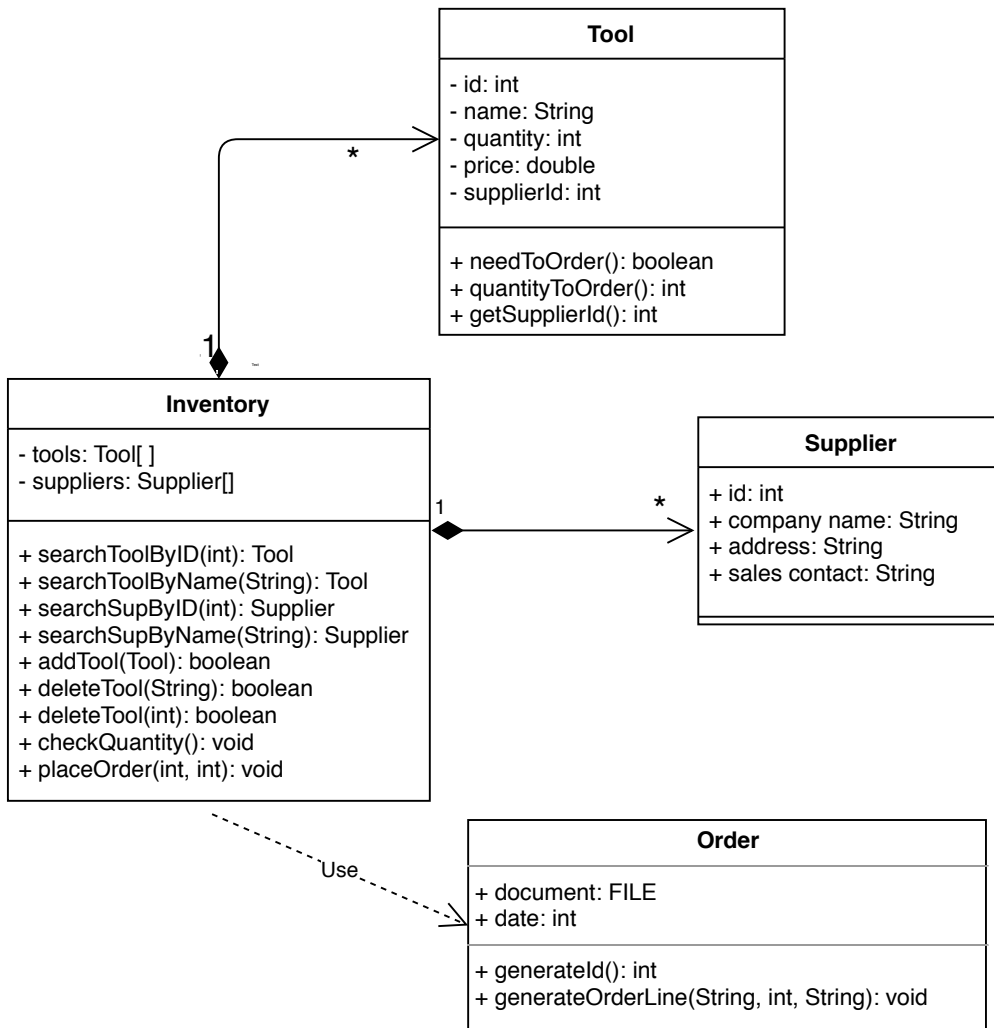 Tool
- id: int
- name: String
- quantity: int
- price: double
- supplierId: int
+ needToOrder(): boolean
+ quantityToOrder(): int
+ getSupplierId(): int
*
1
Inventory
- tools: Tool[ ]
- suppliers: Supplier[]
+ searchToolByID(int): Tool
+ searchToolByName(String): Tool
+ searchSupByID(int): Supplier
+ searchSupByName(String): Supplier
+ addTool(Tool): boolean
+ deleteTool(String): boolean
+ deleteTool(int): boolean
+ checkQuantity(): void
+ placeOrder(int, int): void
1
*
Supplier
+ id: int
+ company name: String
+ address: String
+ sales contact: String
Use
Order
+ document: FILE
+ date: int
+ generateId(): int
+ generateOrderLine(String, int, String): void